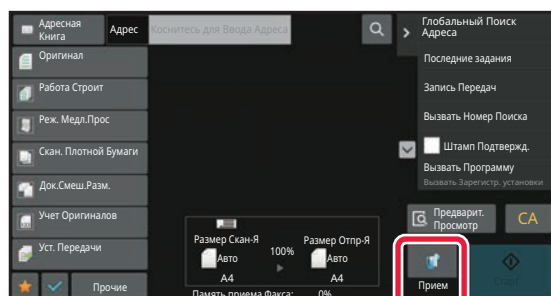 Адресная
Книга
Адрес
Коснитесь для Ввода Адреса
Оригинал
Работа Строит
Реж. Медл.Прос
Скан. Плотной Бумаги
Док.Смеш.Разм.
Учет Оригиналов
Уст. Передачи
Прочие
Размер Скан-Я
Авто
A4
100%
Размер Отпр-Я
Авто
A4
Память приема Факса: 0%
Глобальный Поиск
Адреса
Последние задания
Запись Передач
Вызвать Номер Поиска
Штамп Подтвержд.
Вызвать Программу
Вызвать Зарегистр. установки
Предварит.
Просмотр
CA
Прием
Старт